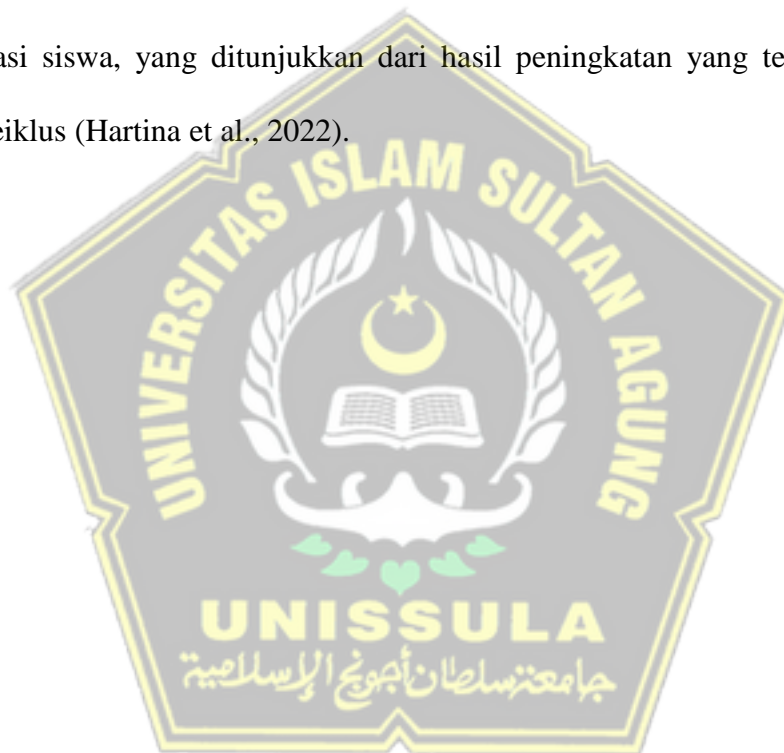 asi siswa, yang ditunjukkan dari hasil peningkatan yang te
eiklus (Hartina et al., 2022).
UNIVERSITAS ISLAM SULTAN AGUNG
UNISSULA
جامعة سلطان أجونج الإسلامية